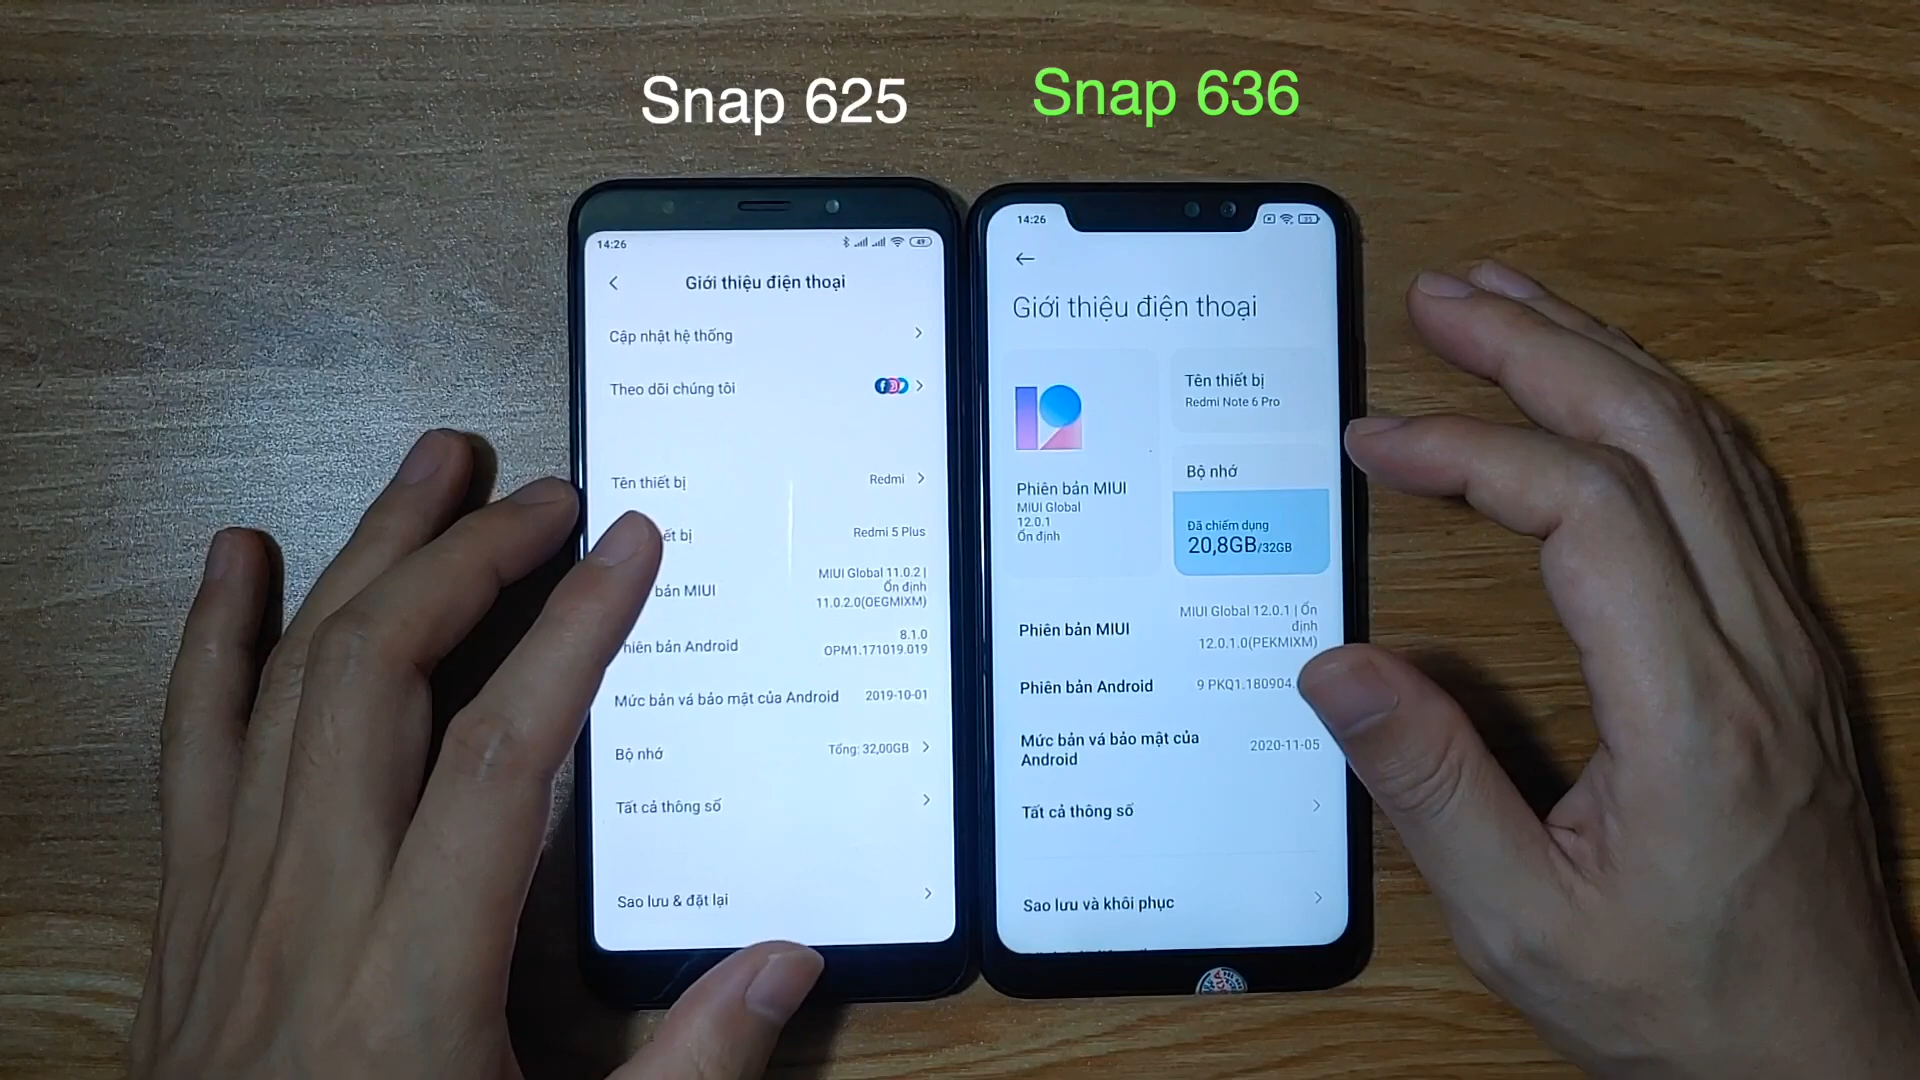 Snap 625
Snap 636
14:26
49
Giới thiệu điện thoại
Cập nhật hệ thống
Theo dõi chúng tôi
Tên thiết bị
Redmi
ết bị
Redmi 5 Plus
bản MIUI
MIUI Global 11.0.2 |
Ổn định
11.0.2.0(OEGMIXM)
hiên bản Android
8.1.0
OPM1.171019.019
Mức bản vá bảo mật của Android
2019-10-01
Bộ nhớ
Tổng: 32,00GB
Tất cả thông số
Sao lưu & đặt lại
14:26
35
Giới thiệu điện thoại
Phiên bản MIUI
MIUI Global
12.0.1
Ổn định
Tên thiết bị
Redmi Note 6 Pro
Bộ nhớ
Đã chiếm dụng
20,8GB/32GB
Phiên bản MIUI
MIUI Global 12.0.1 | Ổn
định
12.0.1.0(PEKMIXM)
Phiên bản Android
9 PKQ1.180904.
Mức bản vá bảo mật của
Android
2020-11-05
Tất cả thông số
Sao lưu và khôi phục